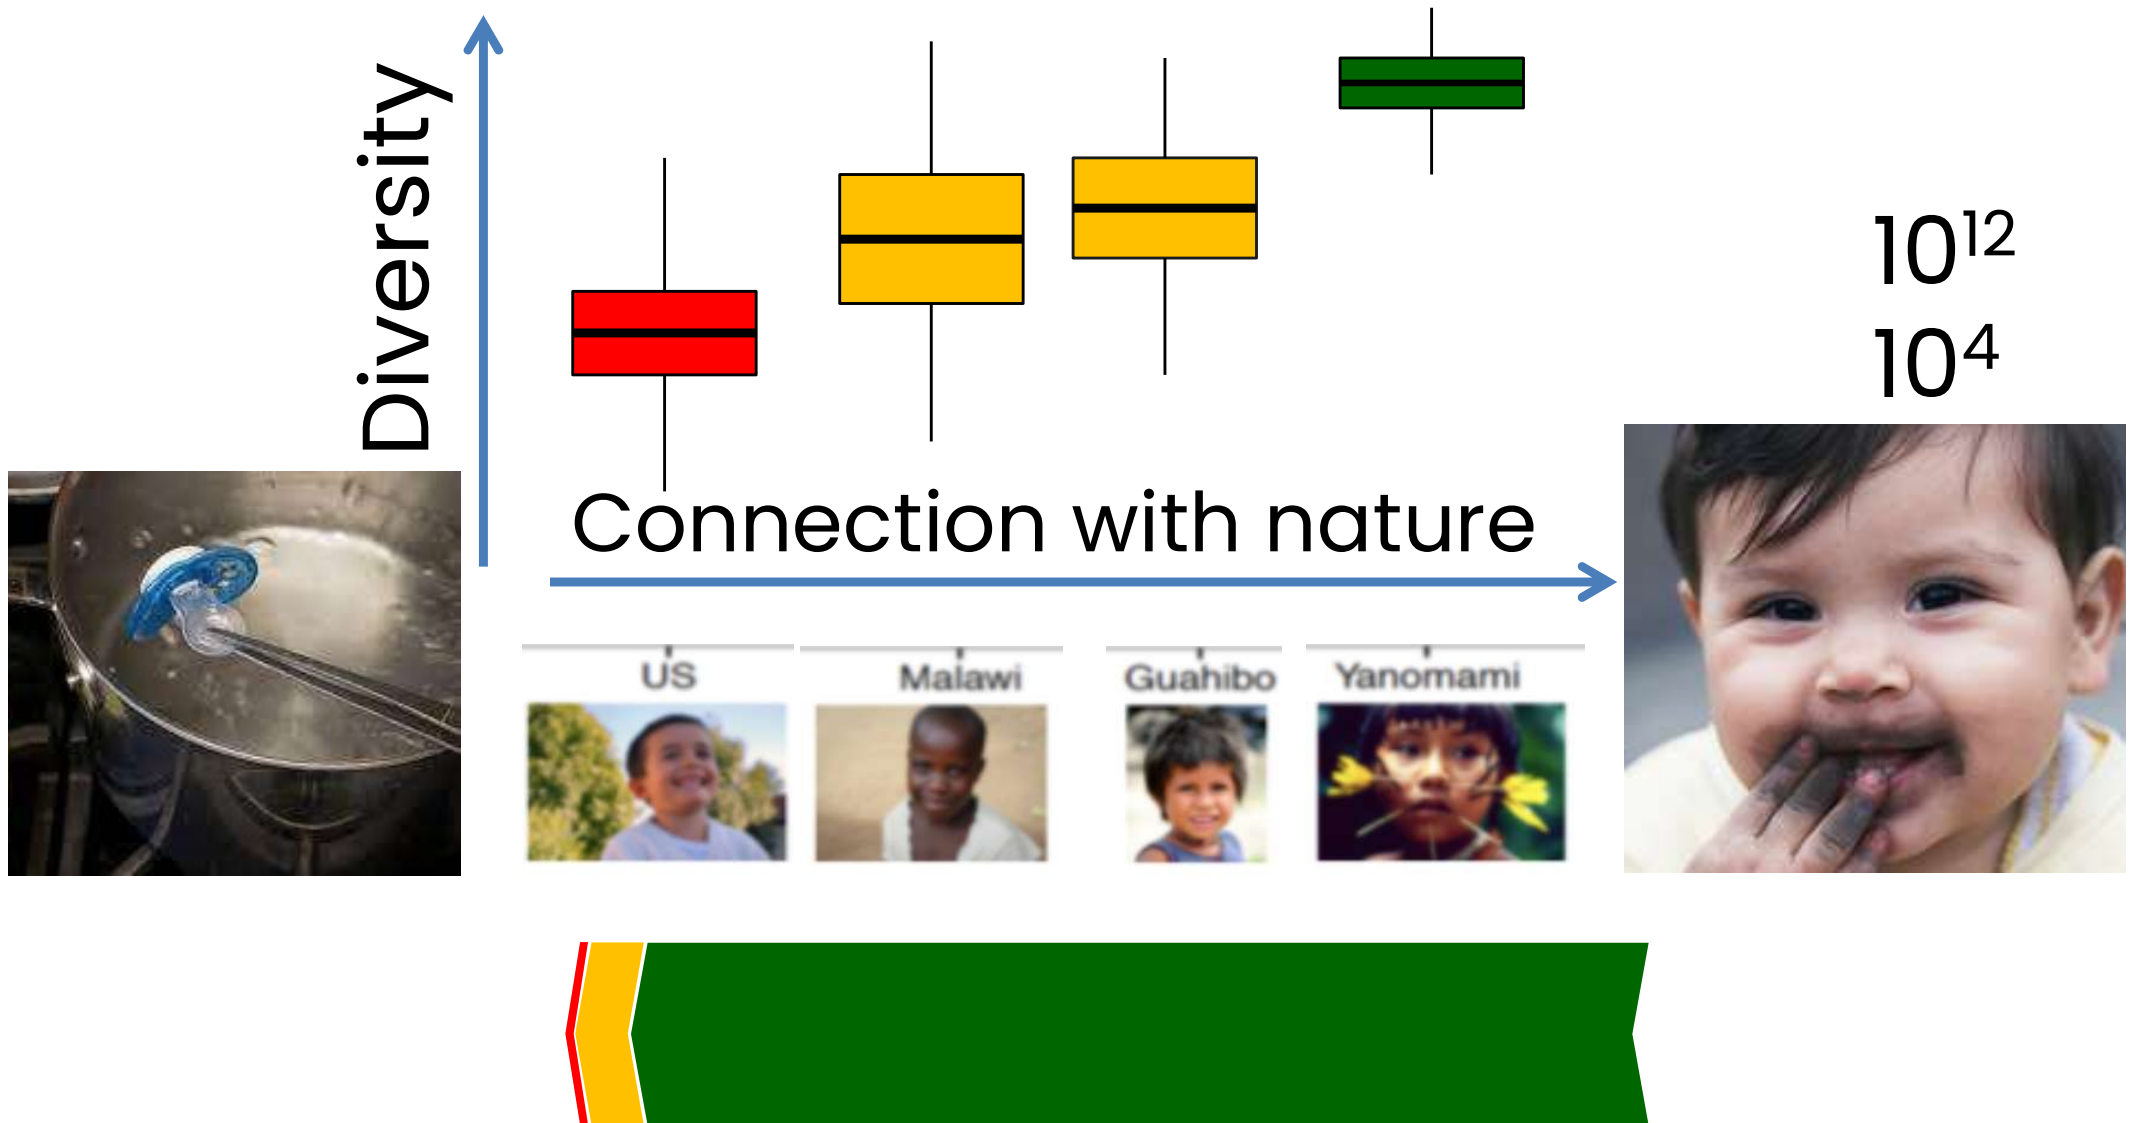 Diversity
10¹²
10⁴
Connection with nature
US
Malawi
Guahibo
Yanomami